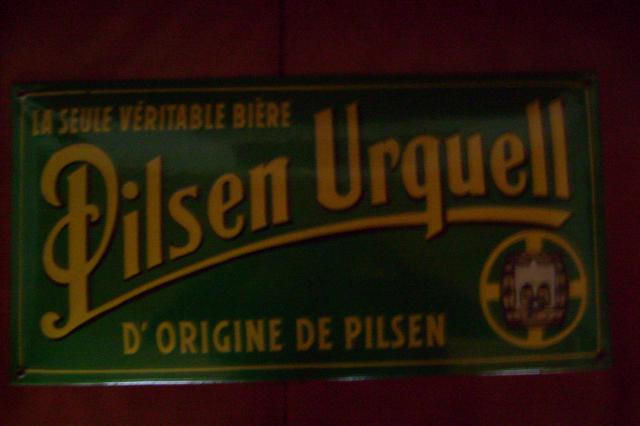 LA SEULE VÉRITABLE BIÈRE
Pilsen Urquell
D'ORIGINE DE PILSEN